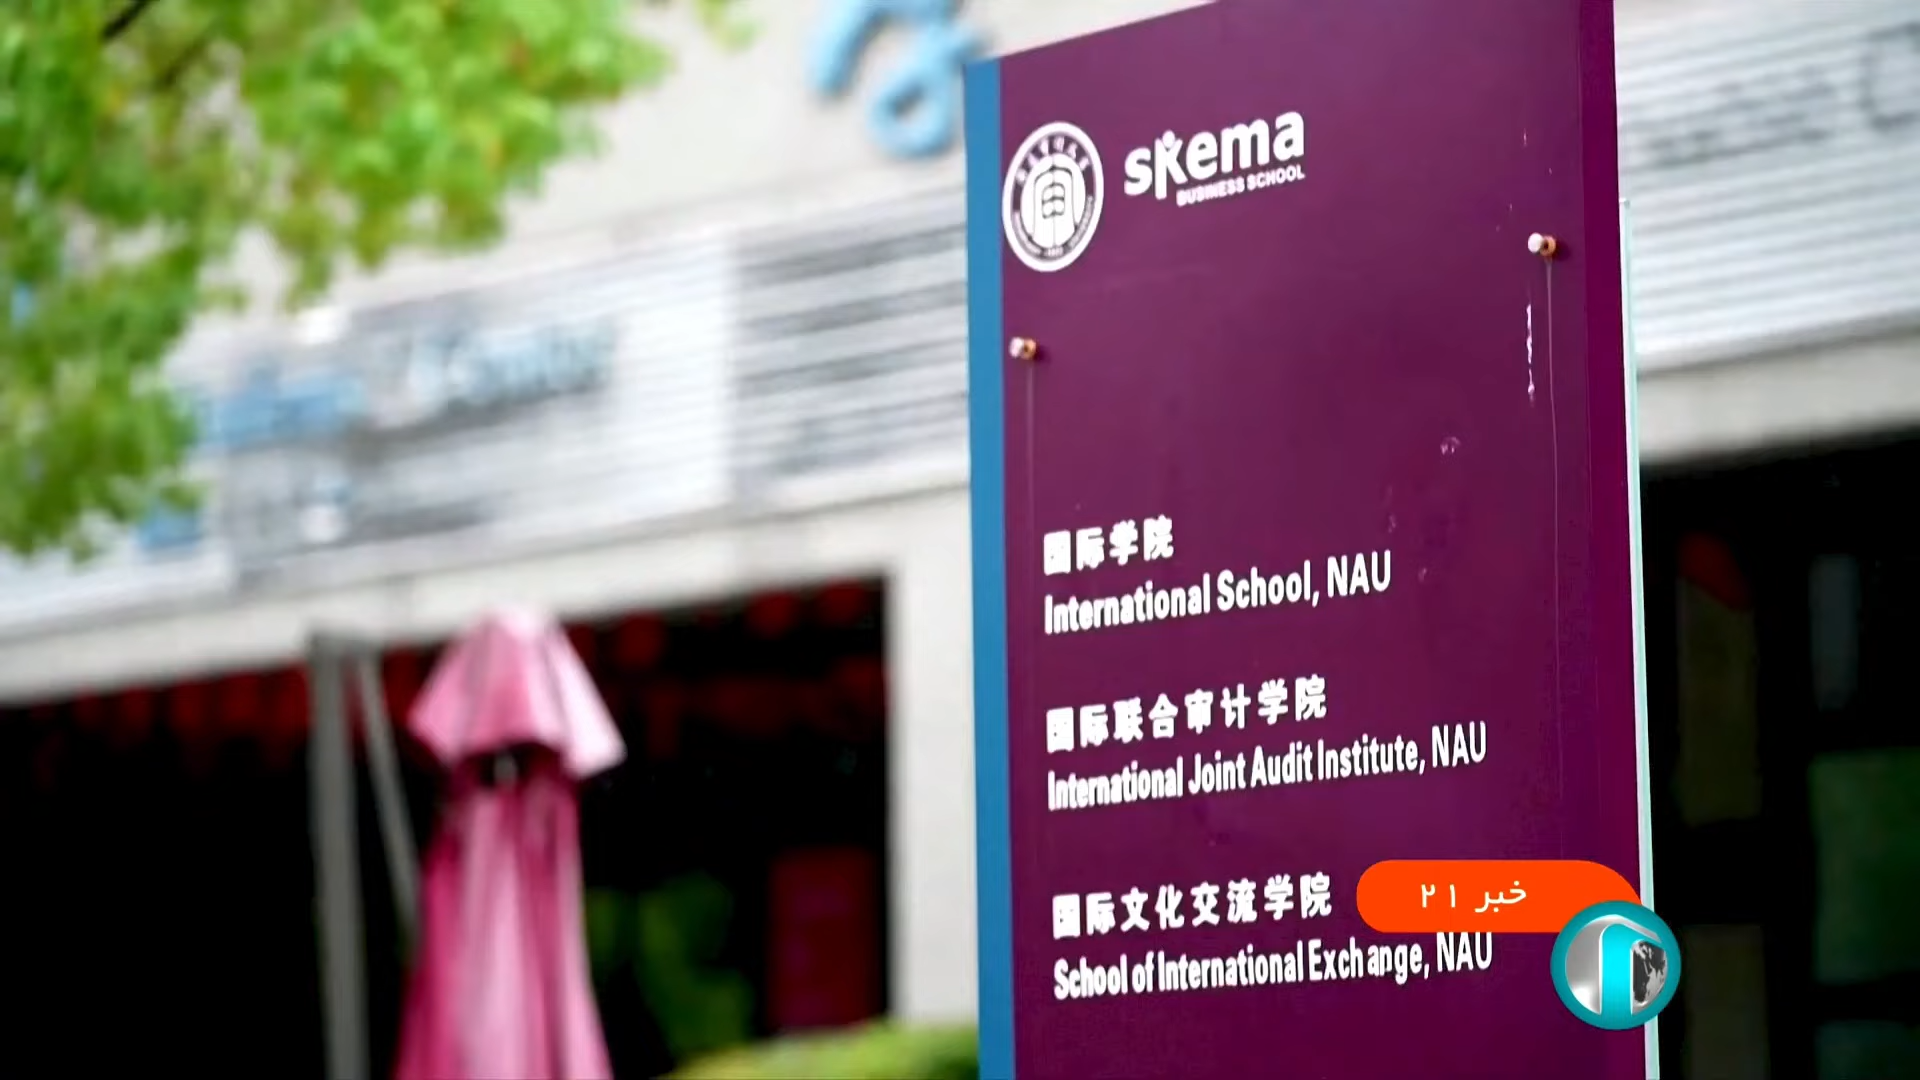 skema
BUSINESS SCHOOL
国际学院
International School, NAU
国际联合审计学院
International Joint Audit Institute, NAU
国际文化交流学院
School of International Exchange, NAU
خبر ۲۱